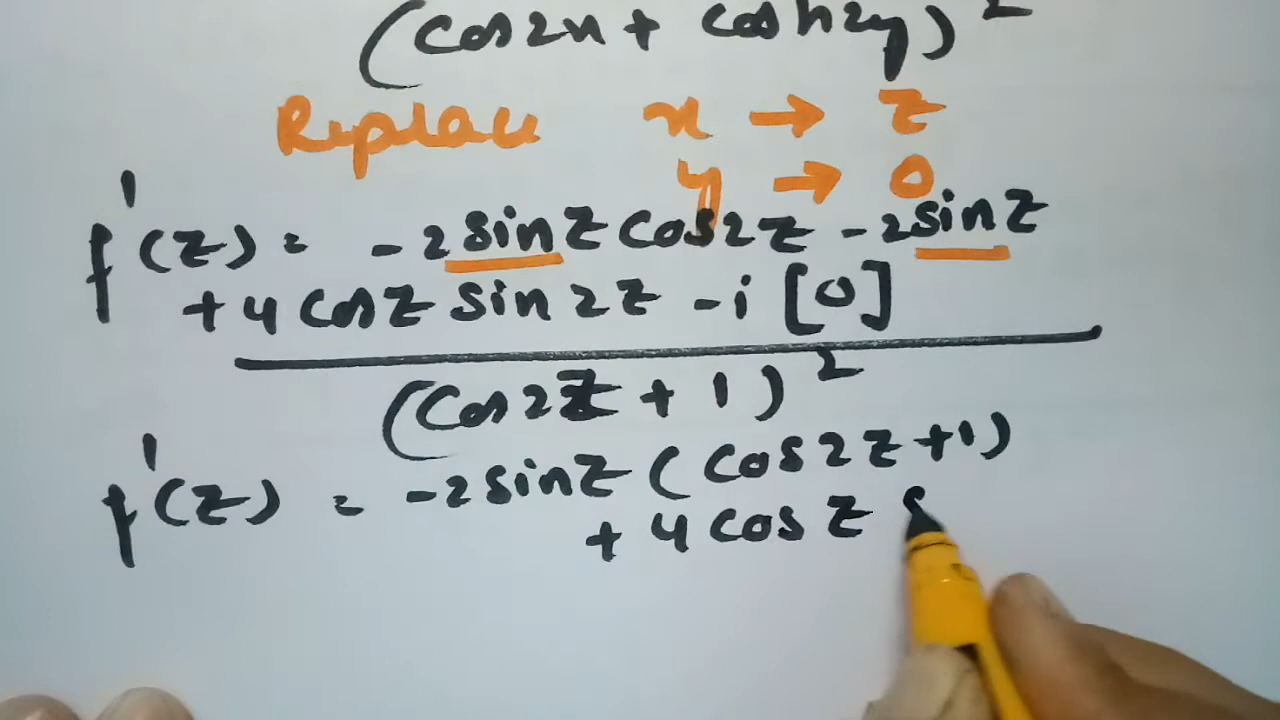 (cos2x + cosh2y)²
Replace x → z
y → 0
f'(z) = -2sinz cos2z - 2sinz
+4cosz sin2z - i [0]
(cos2z + 1)²
f'(z) = -2sinz (cos2z+1)
+ 4cosz s